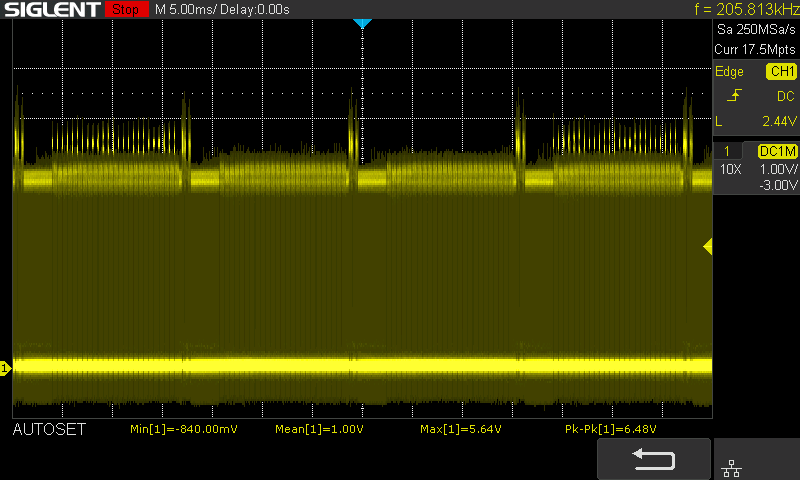 SIGLENT Stop M 5.00ms/ Delay:0.00s f = 205.813kHz
Sa 250MSa/s
Curr 17.5Mpts
Edge CH1
DC
L 2.44V
1 DC1M
10X 1.00V/
-3.00V
1
AUTOSET Min[1]=-840.00mV Mean[1]=1.00V Max[1]=5.64V Pk-Pk[1]=6.48V